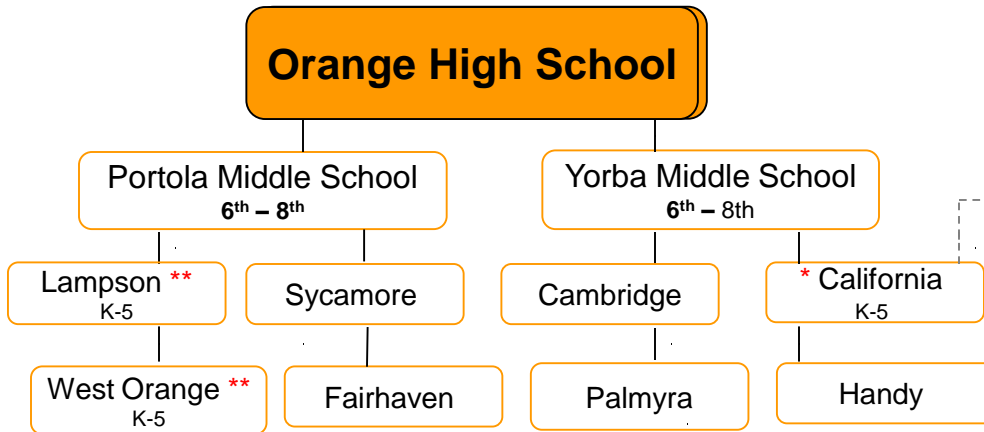 Orange High School
Portola Middle School
6th – 8th
Yorba Middle School
6th – 8th
Lampson **
K-5
Sycamore
Cambridge
* California
K-5
West Orange **
K-5
Fairhaven
Palmyra
Handy